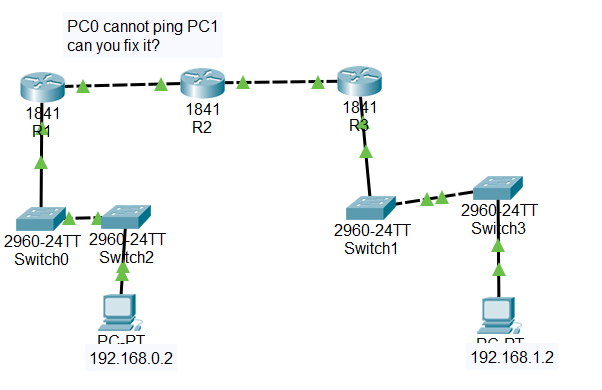 PC0 cannot ping PC1
can you fix it?
1841
R1
1841
R2
1841
R3
2960-24TT
Switch0
2960-24TT
Switch2
2960-24TT
Switch1
2960-24TT
Switch3
PC-PT
192.168.0.2
PC-PT
192.168.1.2